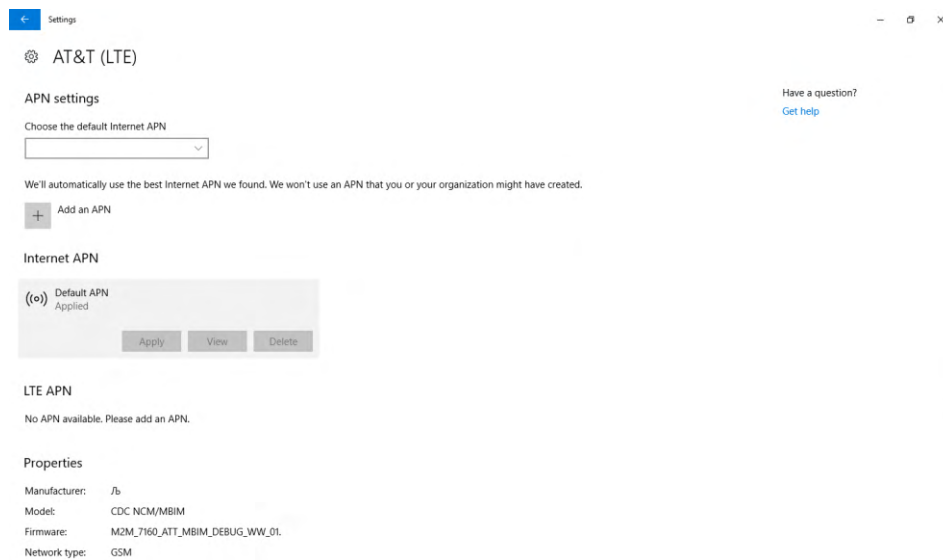 Settings
AT&T (LTE)
APN settings
Have a question?
Get help
Choose the default Internet APN
We'll automatically use the best Internet APN we found. We won't use an APN that you or your organization might have created.
Add an APN
Internet APN
Default APN
Applied
Apply View Delete
LTE APN
No APN available. Please add an APN.
Properties
Manufacturer: Љ
Model: CDC NCM/MBIM
Firmware: M2M_7160_ATT_MBIM_DEBUG_WW_01.
Network type: GSM